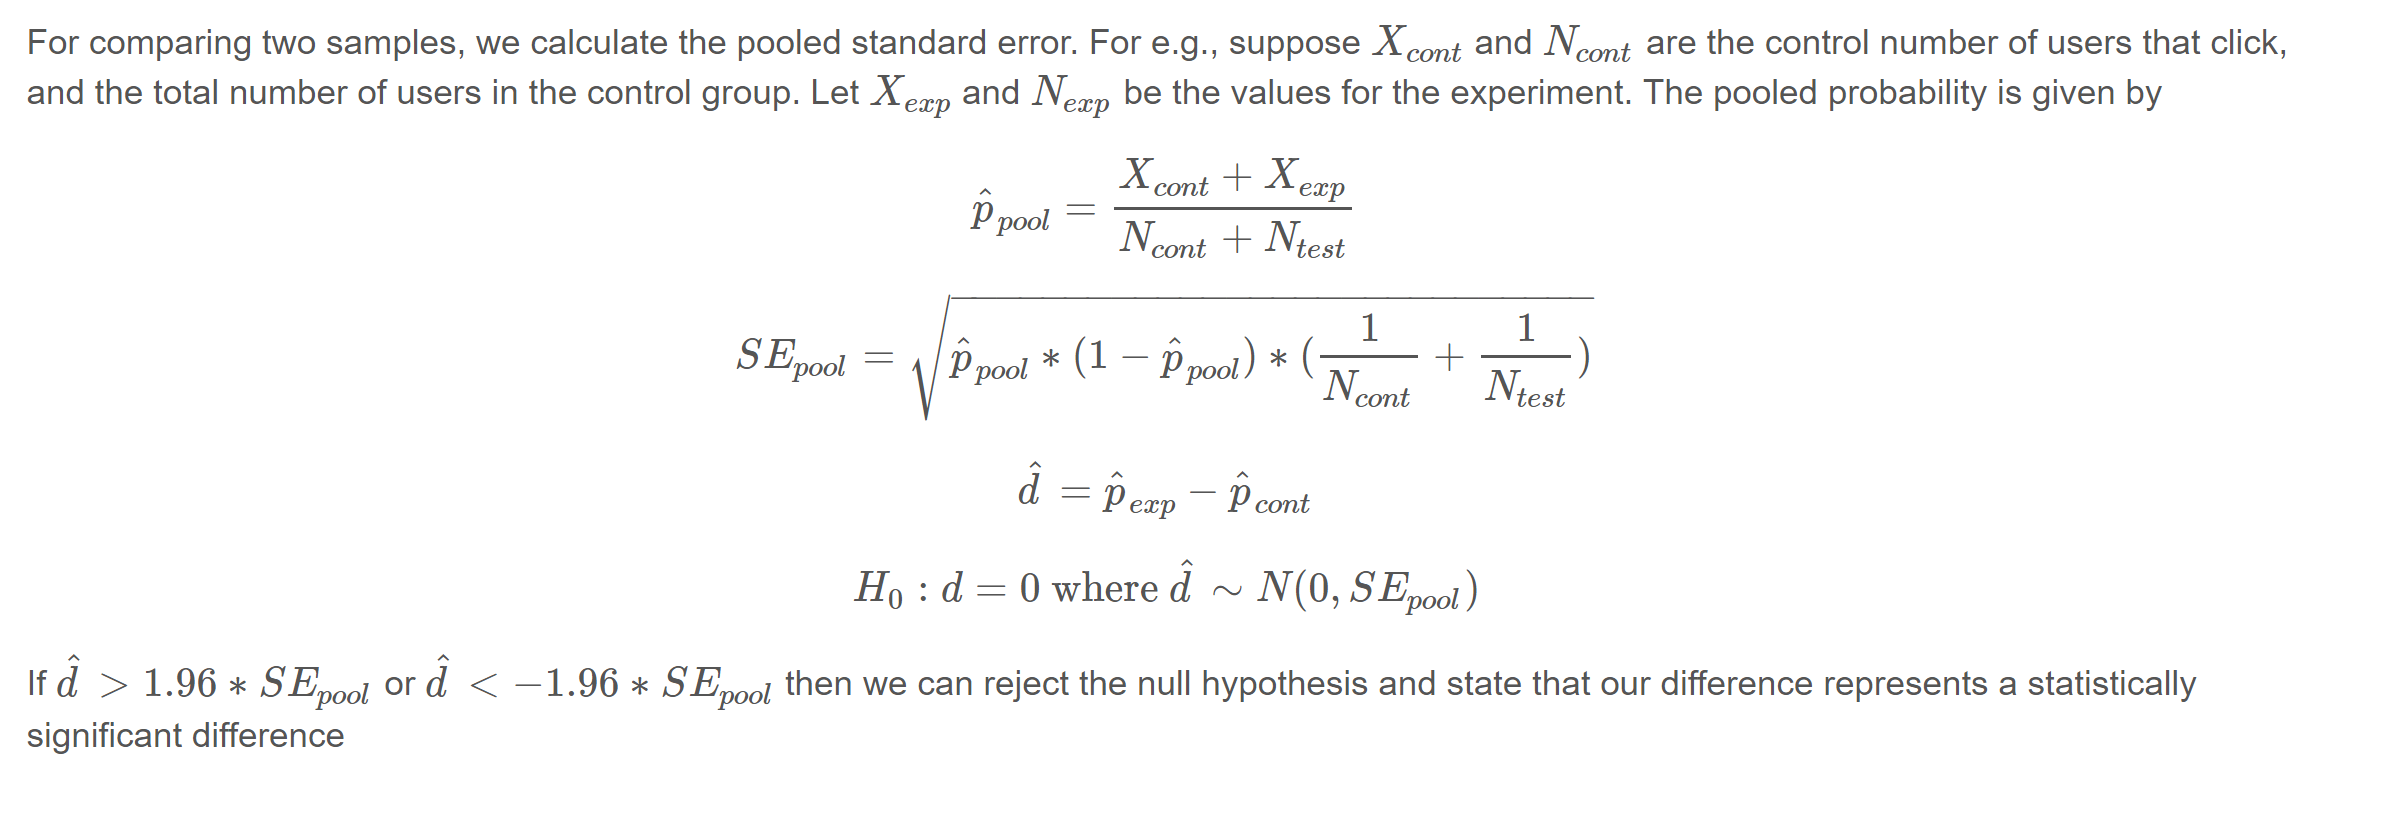 For comparing two samples, we calculate the pooled standard error. For e.g., suppose $X_{cont}$ and $N_{cont}$ are the control number of users that click,
and the total number of users in the control group. Let $X_{exp}$ and $N_{exp}$ be the values for the experiment. The pooled probability is given by
$\hat{p}_{pool} = \frac{X_{cont} + X_{exp}}{N_{cont} + N_{test}}$
$SE_{pool} = \sqrt{\hat{p}_{pool} * (1 - \hat{p}_{pool}) * (\frac{1}{N_{cont}} + \frac{1}{N_{test}})}$
$\hat{d} = \hat{p}_{exp} - \hat{p}_{cont}$
$H_0 : d = 0 \text{ where } \hat{d} \sim N(0, SE_{pool})$
If $\hat{d} > 1.96 * SE_{pool}$ or $\hat{d} < -1.96 * SE_{pool}$ then we can reject the null hypothesis and state that our difference represents a statistically
significant difference